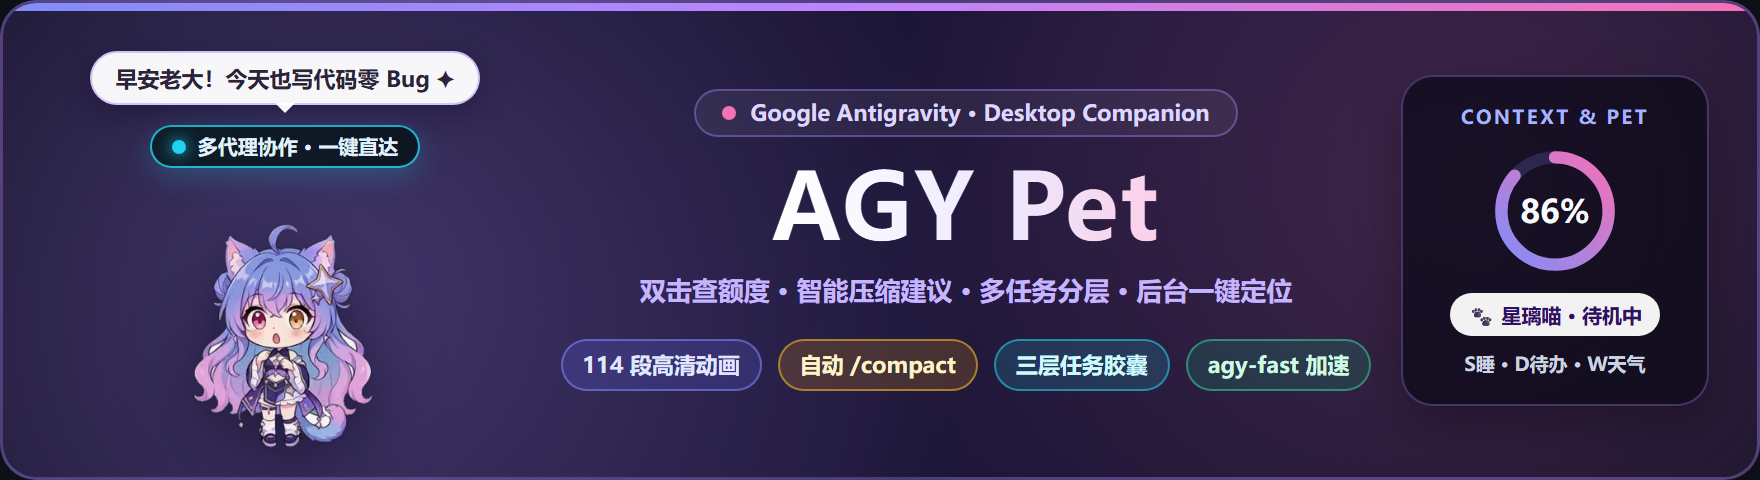 早安老大！今天也写代码零 Bug ✦
多代理协作 • 一键直达
Google Antigravity • Desktop Companion
AGY Pet
双击查额度 • 智能压缩建议 • 多任务分层 • 后台一键定位
114 段高清动画
自动 /compact
三层任务胶囊
agy-fast 加速
CONTEXT & PET
86%
🐾 星璃喵 • 待机中
S睡 • D待办 • W天气